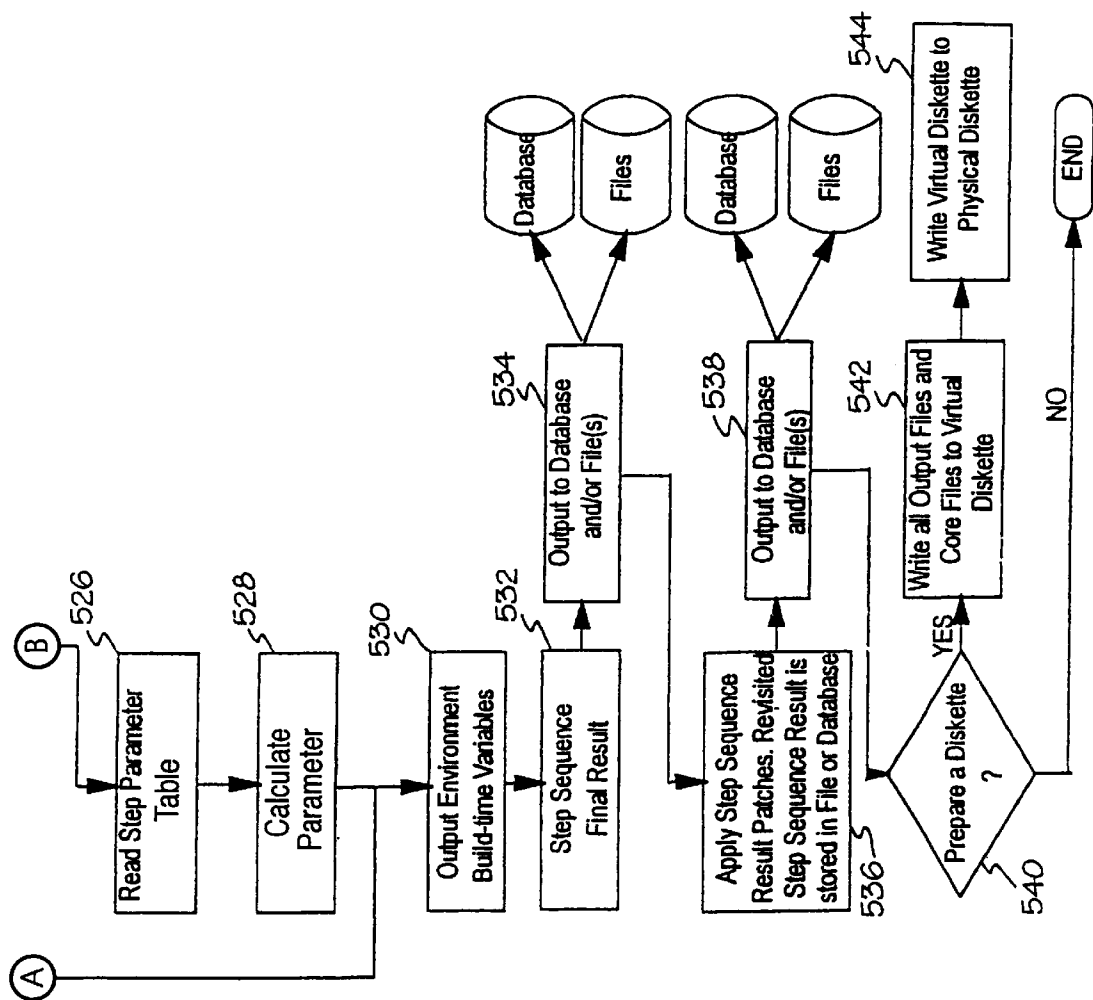 A
B
526
Read Step Parameter
Table
528
Calculate
Parameter
530
Output Environment
Build-time Variables
532
Step Sequence
Final Result
534
Output to Database
and/or File(s)
Database
Files
Apply Step Sequence
Result Patches. Revisited
Step Sequence Result is
stored in File or Database
536
538
Output to Database
and/or File(s)
Database
Files
Prepare a Diskette
?
540
YES
542
Write all Output Files and
Core Files to Virtual
Diskette
544
Write Virtual Diskette to
Physical Diskette
NO
END